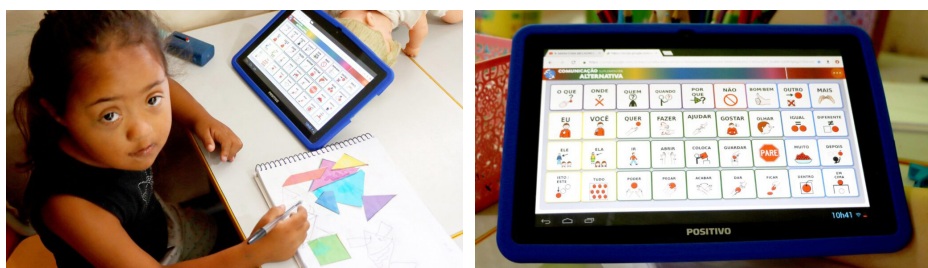 COMUNICAÇÃO
ALTERNATIVA
O QUE ONDE QUEM QUANDO POR QUE NÃO BOM/BEM OUTRO MAIS
EU VOCÊ QUER FAZER AJUDAR GOSTAR OLHAR IGUAL DIFERENTE
ELE ELA IR ABRIR COLOCA GUARDAR PARE MUITO DEPOIS
ISTO/ESTE TUDO PODER PEGAR ACABAR DAR FICAR DENTRO EM CIMA
10h41
POSITIVO